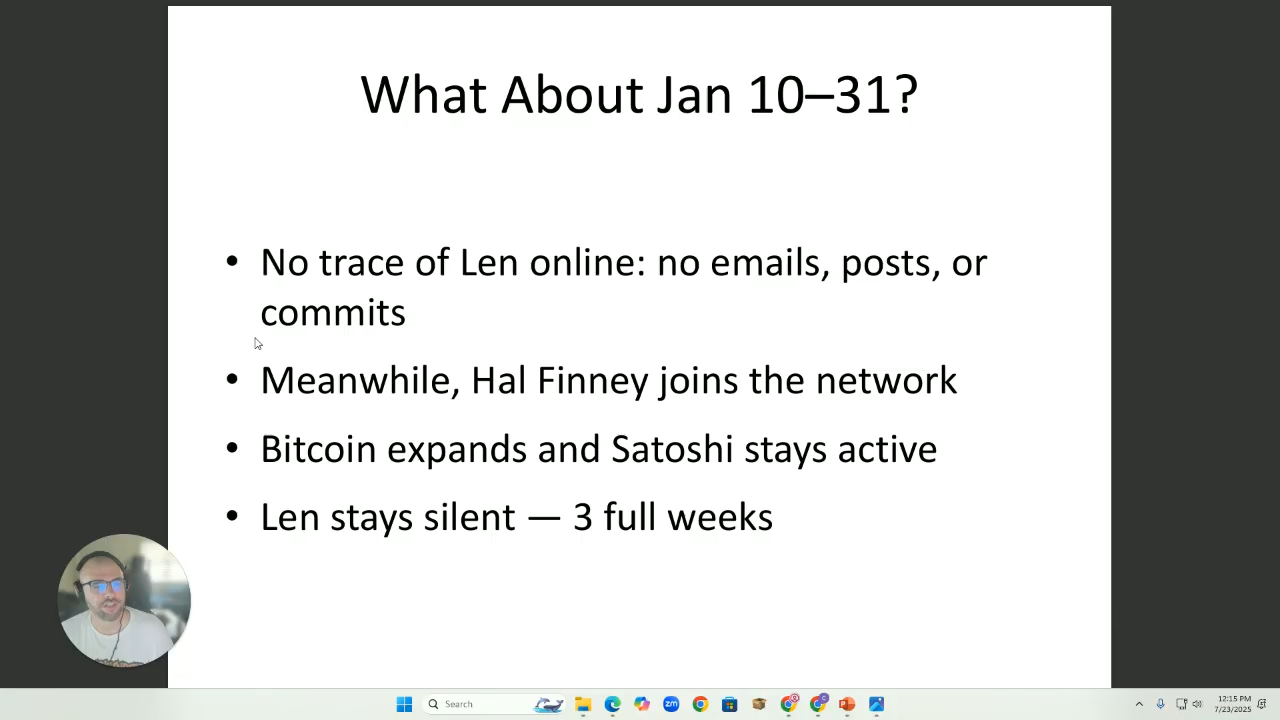 What About Jan 10–31?
• No trace of Len online: no emails, posts, or
commits
• Meanwhile, Hal Finney joins the network
• Bitcoin expands and Satoshi stays active
• Len stays silent — 3 full weeks
Search
zm
12:15 PM
7/23/2025